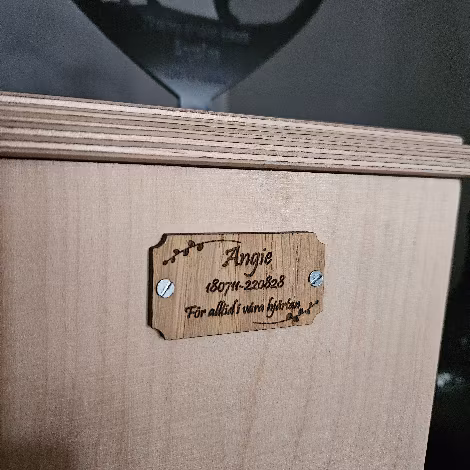 Angie
180711-220828
För alltid i våra hjärtan